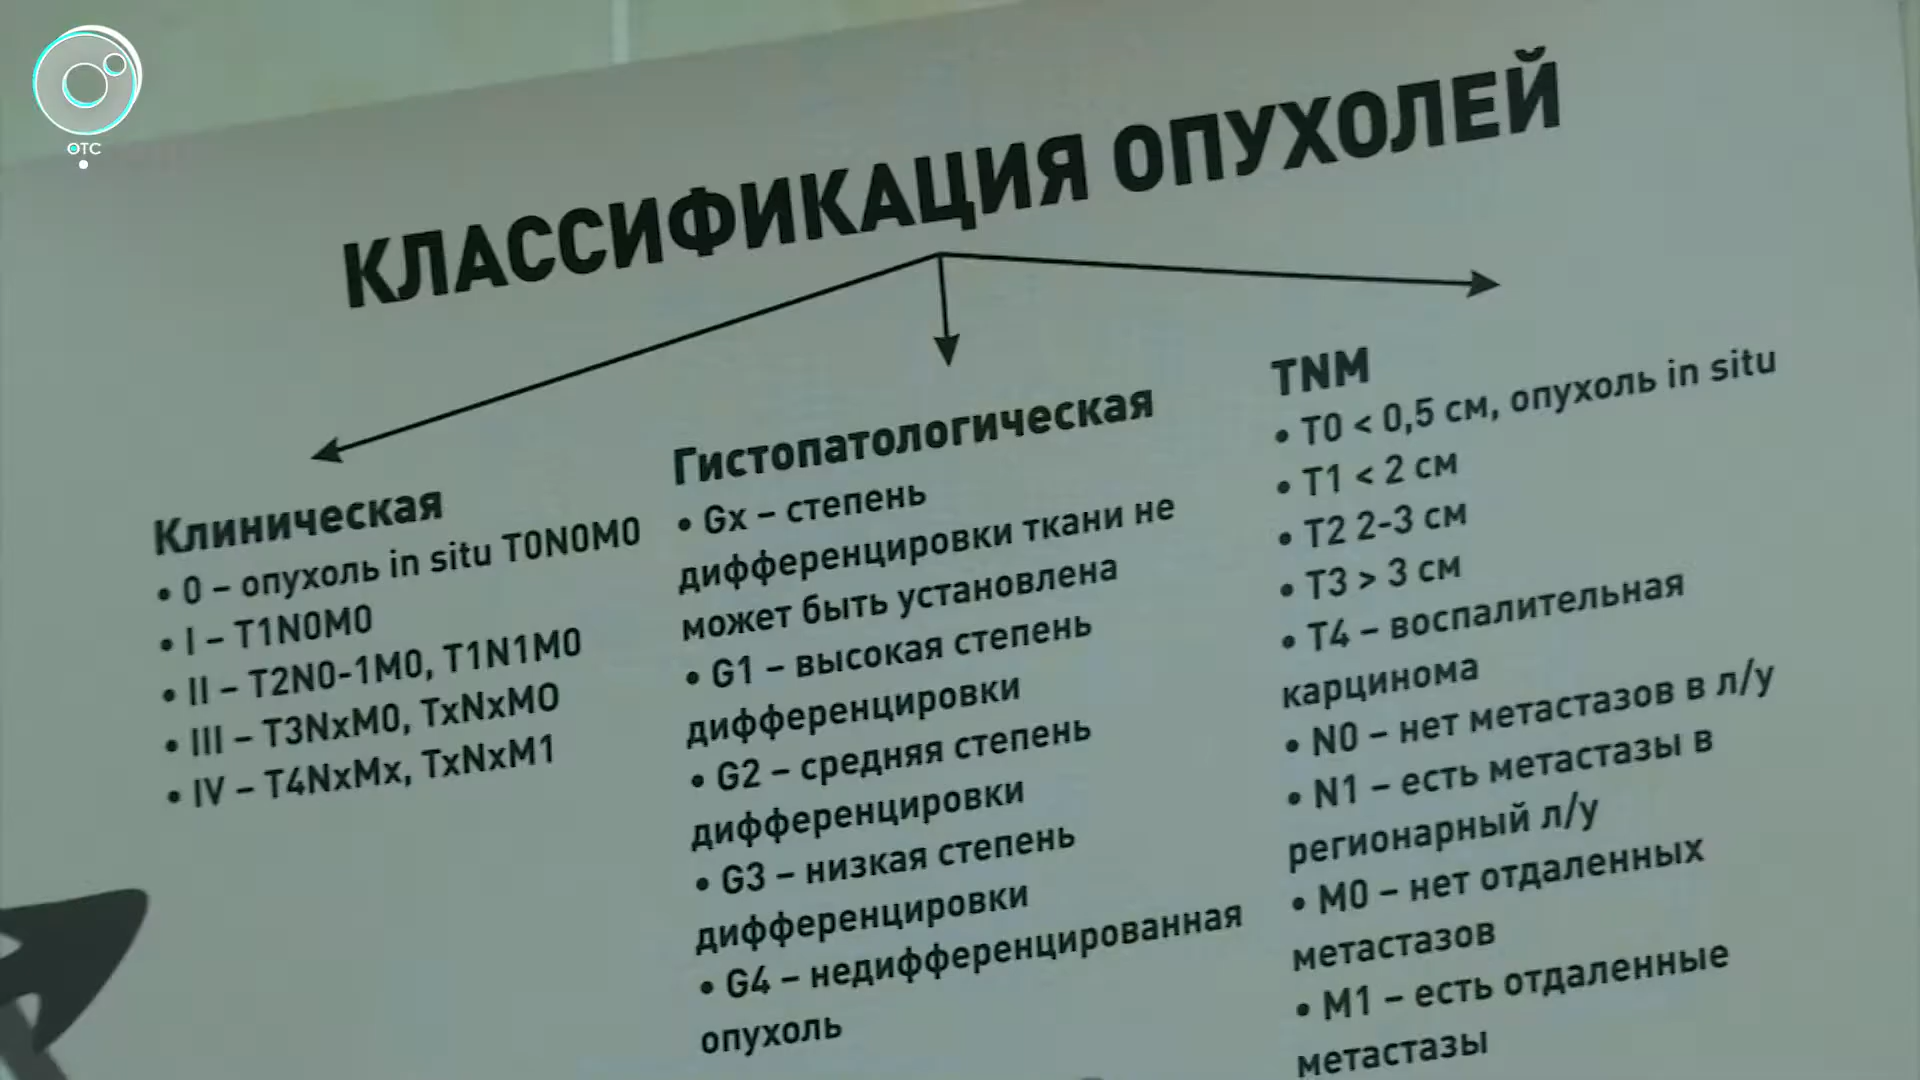 ОТС
КЛАССИФИКАЦИЯ ОПУХОЛЕЙ
Клиническая
• 0 – опухоль in situ T0N0M0
• I – T1N0M0
• II – T2N0-1M0, T1N1M0
• III – T3NxM0, TxNxM0
• IV – T4NxMx, TxNxM1
Гистопатологическая
• Gx – степень
дифференцировки ткани не
может быть установлена
• G1 – высокая степень
дифференцировки
• G2 – средняя степень
дифференцировки
• G3 – низкая степень
дифференцировки
• G4 – недифференцированная
опухоль
TNM
• T0 < 0,5 см, опухоль in situ
• T1 < 2 см
• T2 2-3 см
• T3 > 3 см
• T4 – воспалительная
карцинома
• N0 – нет метастазов в л/у
• N1 – есть метастазы в
регионарный л/у
• M0 – нет отдаленных
метастазов
• M1 – есть отдаленные
метастазы